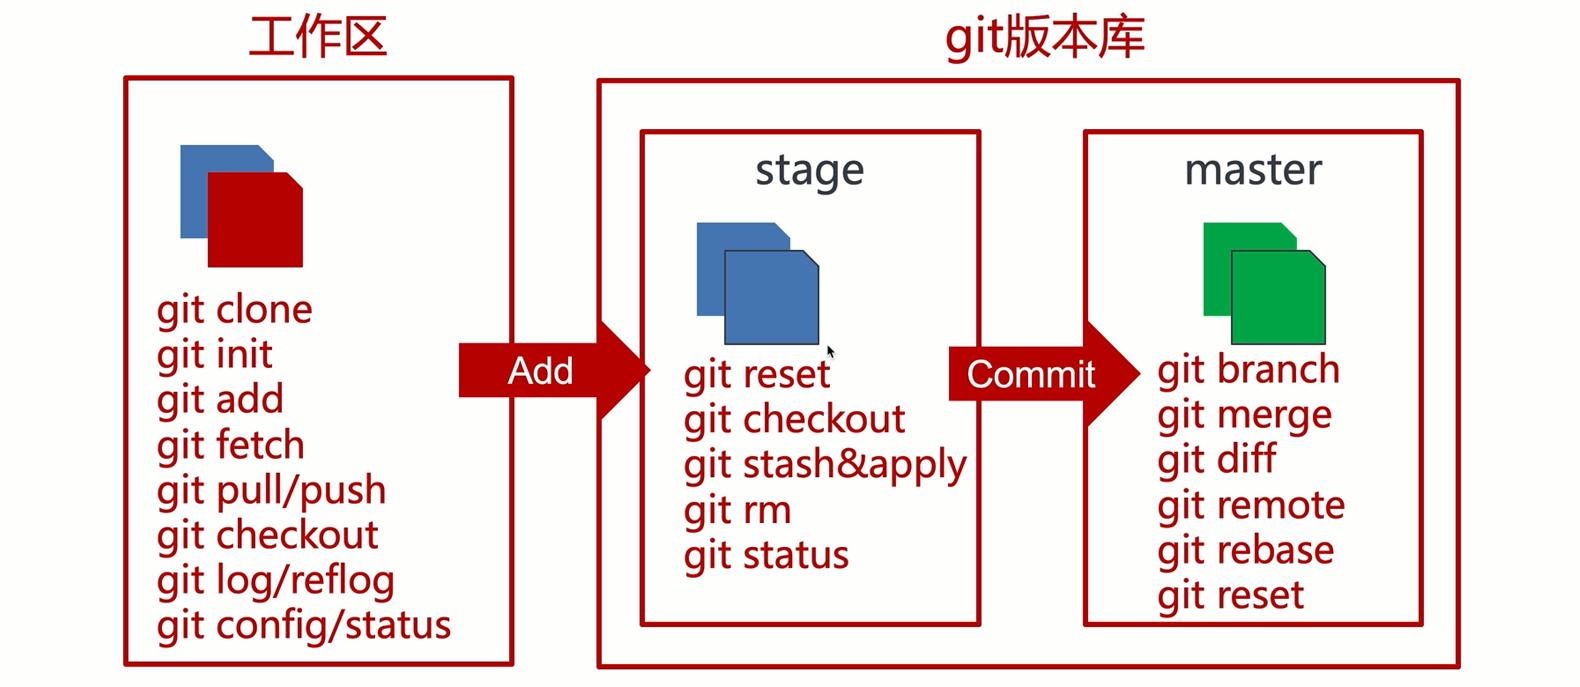 工作区
git clone
git init
git add
git fetch
git pull/push
git checkout
git log/reflog
git config/status
Add
git版本库
stage
git reset
git checkout
git stash&apply
git rm
git status
Commit
master
git branch
git merge
git diff
git remote
git rebase
git reset